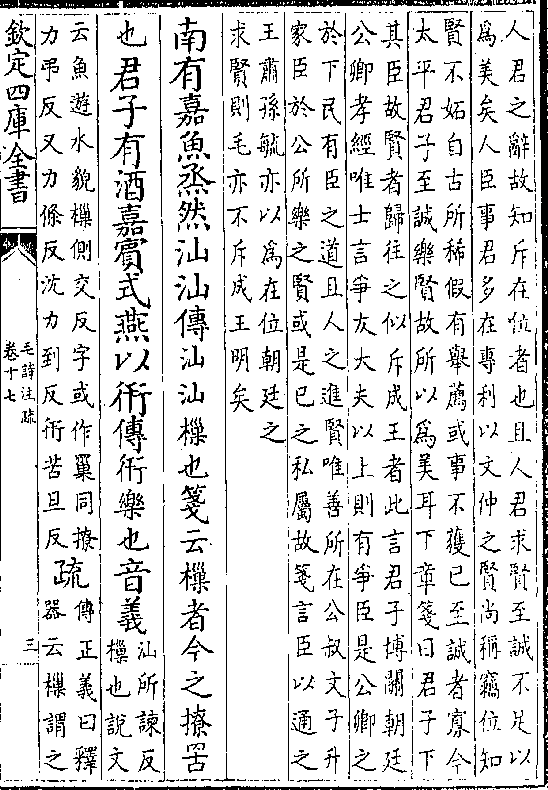 人君之辭故知斥在位者也且人君求賢至誠不足以
爲美矣人臣事君多在專利以文仲之賢尚稱竊位知
賢不妬自古所稀假有舉薦或事不獲已至誠者寡今
太平君子至誠樂賢故所以爲美耳下章箋曰君子下
其臣故賢者歸往之似斥成王者此言君子博關朝廷
公卿孝經唯士言爭友大夫以上則有爭臣是公卿之
於下民有臣之道且人之進賢唯善所在公叔文子升
家臣於公所樂之賢或是已之私屬故箋言臣以通之
王肅孫毓亦以爲在位朝廷之
求賢則毛亦不斥成王明矣
南有嘉魚烝然汕汕傳汕汕樔也箋云樔者今之撩罟
也君子有酒嘉賓式燕以衎傳衎樂也音義
汕所諫反
樔也說文
云魚遊水貌樔側交反字或作罺同撩
力弔反又力條反沈力到反衎苦旦反
疏
傳正義曰釋
器云樔謂之
欽定四庫全書
毛詩注疏
卷十七
三